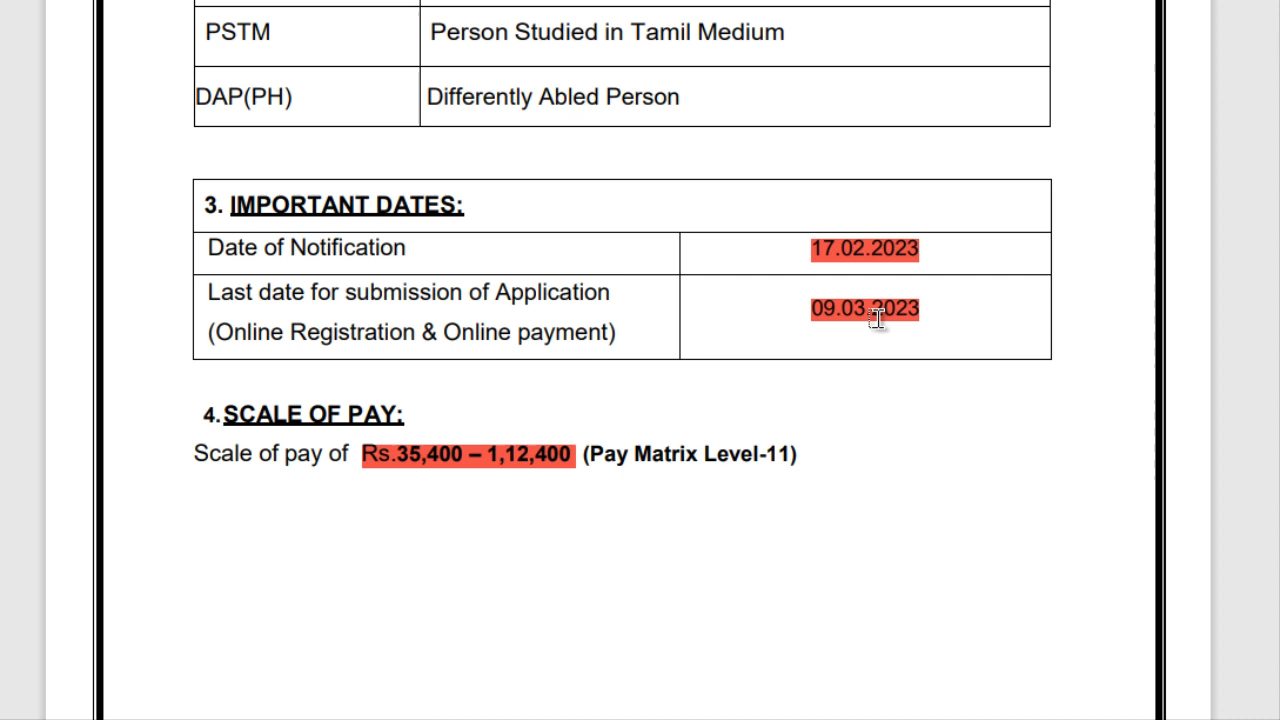 PSTM Person Studied in Tamil Medium
DAP(PH) Differently Abled Person
3. IMPORTANT DATES:
Date of Notification 17.02.2023
Last date for submission of Application
(Online Registration & Online payment) 09.03.2023
4.SCALE OF PAY:
Scale of pay of Rs.35,400 – 1,12,400 (Pay Matrix Level-11)